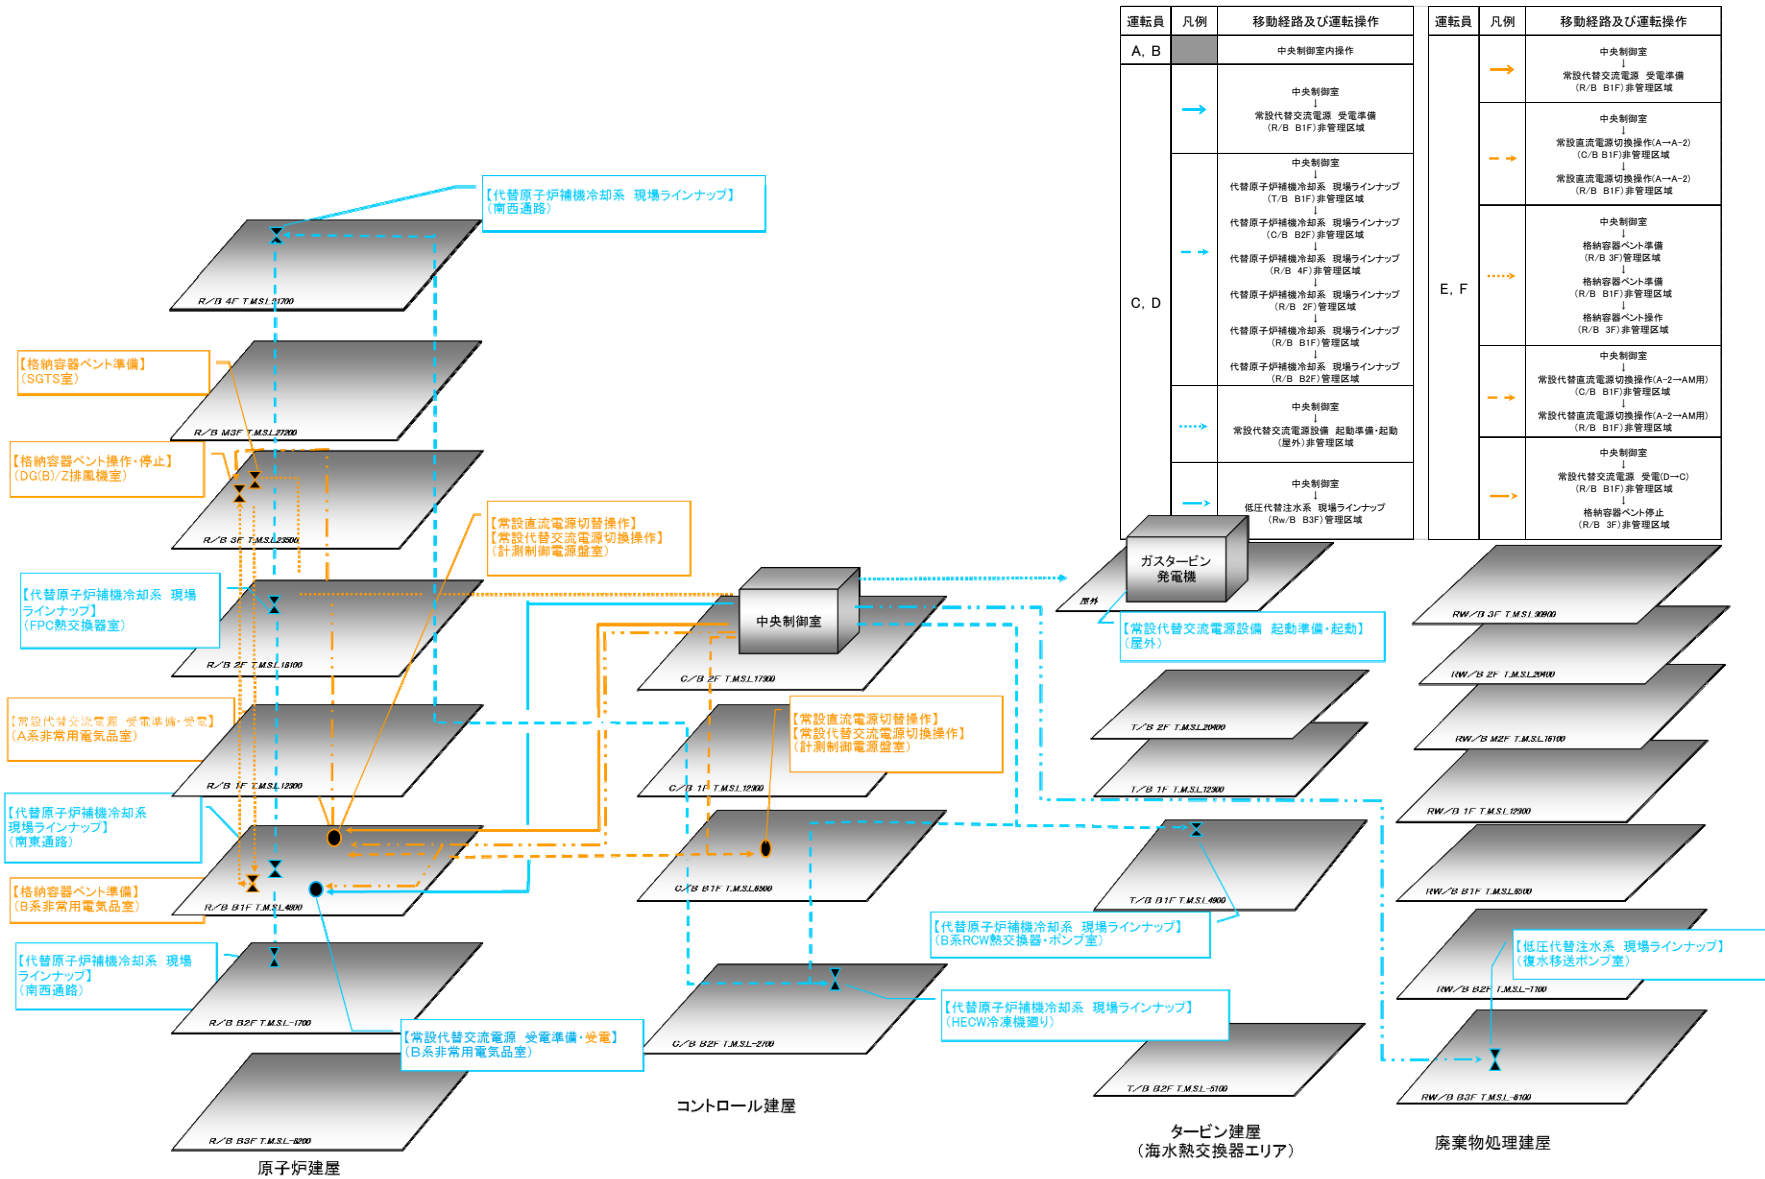 運転員 凡例 移動経路及び運転操作
A, B 中央制御室内操作
C, D
中央制御室
↓
常設代替交流電源 受電準備
(R/B B1F)非管理区域
中央制御室
↓
代替原子炉補機冷却系 現場ラインナップ
(T/B B1F)非管理区域
↓
代替原子炉補機冷却系 現場ラインナップ
(C/B B2F)非管理区域
↓
代替原子炉補機冷却系 現場ラインナップ
(R/B 4F)非管理区域
↓
代替原子炉補機冷却系 現場ラインナップ
(R/B 2F)管理区域
↓
代替原子炉補機冷却系 現場ラインナップ
(R/B B1F)管理区域
↓
代替原子炉補機冷却系 現場ラインナップ
(R/B B2F)管理区域
中央制御室
↓
常設代替交流電源設備 起動準備・起動
(屋外)非管理区域
中央制御室
↓
低圧代替注水系 現場ラインナップ
(Rw/B B3F)管理区域
運転員 凡例 移動経路及び運転操作
E, F
中央制御室
↓
常設代替交流電源 受電準備
(R/B B1F)非管理区域
中央制御室
↓
常設直流電源切換操作(A→A-2)
(C/B B1F)非管理区域
↓
常設直流電源切換操作(A→A-2)
(R/B B1F)非管理区域
中央制御室
↓
格納容器ベント準備
(R/B 3F)管理区域
↓
格納容器ベント準備
(R/B B1F)非管理区域
↓
格納容器ベント操作
(R/B 3F)非管理区域
中央制御室
↓
常設代替直流電源切換操作(A-2→AM用)
(C/B B1F)非管理区域
↓
常設代替直流電源切換操作(A-2→AM用)
(R/B B1F)非管理区域
中央制御室
↓
常設代替交流電源 受電(D→C)
(R/B B1F)非管理区域
↓
格納容器ベント停止
(R/B 3F)非管理区域
【代替原子炉補機冷却系 現場ラインナップ】
(南西通路)
R/B 4F T.M.S.L.31700
【格納容器ベント準備】
(SGTS室)
R/B M3F T.M.S.L.27200
【格納容器ベント操作・停止】
(DG(B)/Z排風機室)
R/B 3F T.M.S.L.23500
【常設直流電源切替操作】
【常設代替交流電源切換操作】
(計測制御電源盤室)
【代替原子炉補機冷却系 現場
ラインナップ】
(FPC熱交換器室)
R/B 2F T.M.S.L.18100
【常設代替交流電源 受電準備・受電】
(A系非常用電気品室)
R/B 1F T.M.S.L.12300
【代替原子炉補機冷却系
現場ラインナップ】
(南東通路)
【格納容器ベント準備】
(B系非常用電気品室)
R/B B1F T.M.S.L.4800
【代替原子炉補機冷却系 現場
ラインナップ】
(南西通路)
R/B B2F T.M.S.L.-1700
【常設代替交流電源 受電準備・受電】
(B系非常用電気品室)
R/B B3F T.M.S.L.-8200
原子炉建屋
中央制御室
C/B 2F T.M.S.L.17300
【常設直流電源切替操作】
【常設代替交流電源切換操作】
(計測制御電源盤室)
C/B 1F T.M.S.L.12300
C/B B1F T.M.S.L.6500
C/B B2F T.M.S.L.-2700
【代替原子炉補機冷却系 現場ラインナップ】
(HECW冷凍機廻り)
コントロール建屋
ガスタービン
発電機
屋外
【常設代替交流電源設備 起動準備・起動】
(屋外)
T/B 2F T.M.S.L.20400
T/B 1F T.M.S.L.12300
T/B B1F T.M.S.L.4900
【代替原子炉補機冷却系 現場ラインナップ】
(B系RCW熱交換器・ポンプ室)
T/B B2F T.M.S.L.-5100
タービン建屋
(海水熱交換器エリア)
RW/B 3F T.M.S.L.30900
RW/B 2F T.M.S.L.20400
RW/B M2F T.M.S.L.16100
RW/B 1F T.M.S.L.12300
RW/B B1F T.M.S.L.6500
【低圧代替注水系 現場ラインナップ】
(復水移送ポンプ室)
RW/B B2F T.M.S.L.-1100
RW/B B3F T.M.S.L.-6100
廃棄物処理建屋